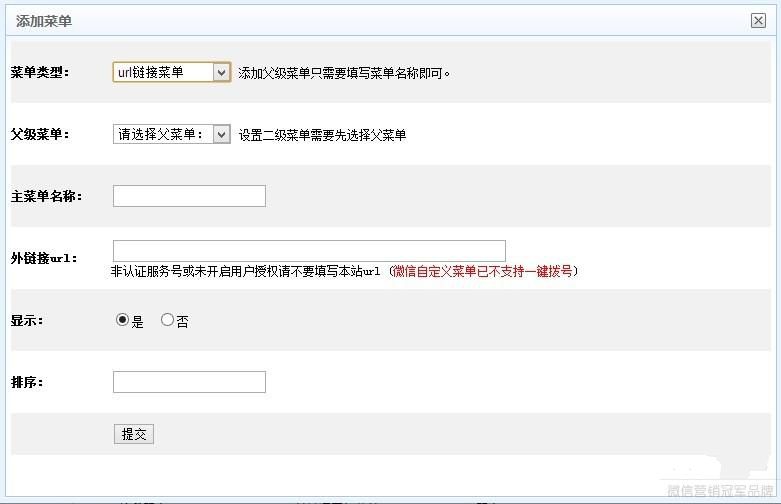 添加菜单
菜单类型： url链接菜单 添加父级菜单只需要填写菜单名称即可。
父级菜单： 请选择父菜单： 设置二级菜单需要先选择父菜单
主菜单名称：
外链接url：
非认证服务号或未开启用户授权请不要填写本站url（微信自定义菜单已不支持一键拨号）
显示： 是 否
排序：
提交
微信营销冠军品牌